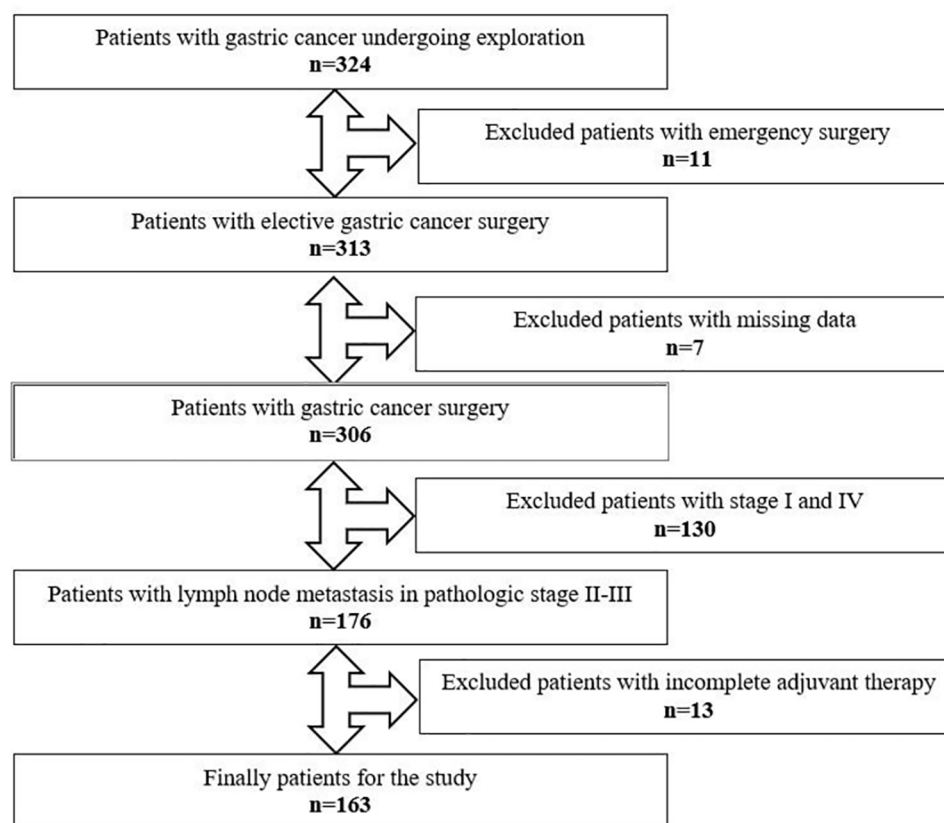 Patients with gastric cancer undergoing exploration
n=324
Excluded patients with emergency surgery
n=11
Patients with elective gastric cancer surgery
n=313
Excluded patients with missing data
n=7
Patients with gastric cancer surgery
n=306
Excluded patients with stage I and IV
n=130
Patients with lymph node metastasis in pathologic stage II-III
n=176
Excluded patients with incomplete adjuvant therapy
n=13
Finally patients for the study
n=163